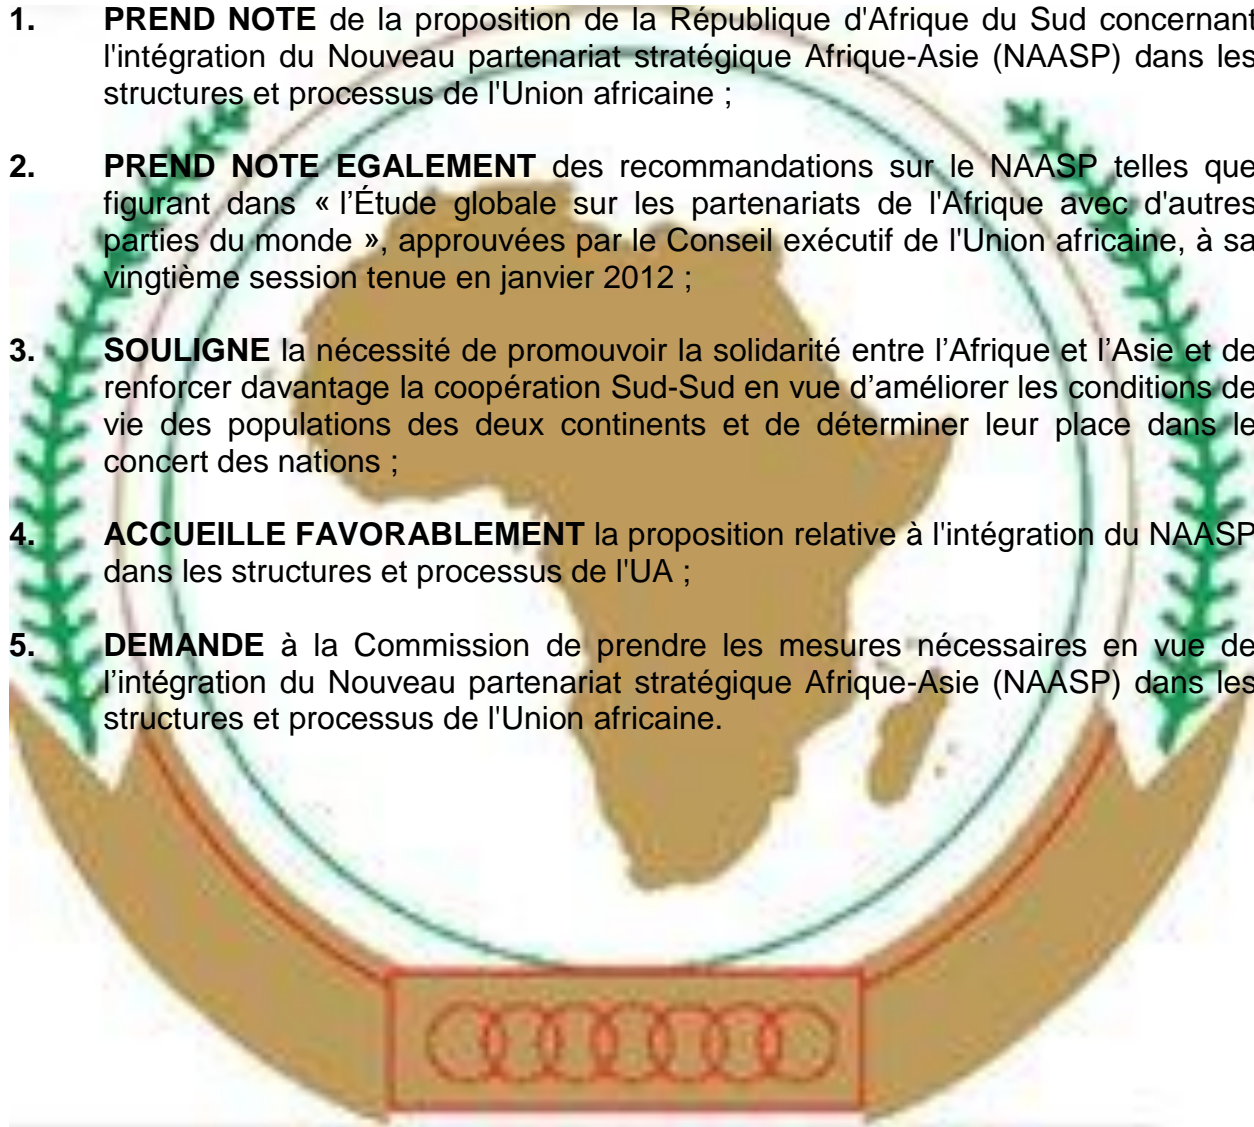 1. PREND NOTE de la proposition de la République d'Afrique du Sud concernant
l'intégration du Nouveau partenariat stratégique Afrique-Asie (NAASP) dans les
structures et processus de l'Union africaine ;
2. PREND NOTE EGALEMENT des recommandations sur le NAASP telles que
figurant dans « l’Étude globale sur les partenariats de l'Afrique avec d'autres
parties du monde », approuvées par le Conseil exécutif de l'Union africaine, à sa
vingtième session tenue en janvier 2012 ;
3. SOULIGNE la nécessité de promouvoir la solidarité entre l’Afrique et l’Asie et de
renforcer davantage la coopération Sud-Sud en vue d’améliorer les conditions de
vie des populations des deux continents et de déterminer leur place dans le
concert des nations ;
4. ACCUEILLE FAVORABLEMENT la proposition relative à l'intégration du NAASP
dans les structures et processus de l'UA ;
5. DEMANDE à la Commission de prendre les mesures nécessaires en vue de
l’intégration du Nouveau partenariat stratégique Afrique-Asie (NAASP) dans les
structures et processus de l'Union africaine.